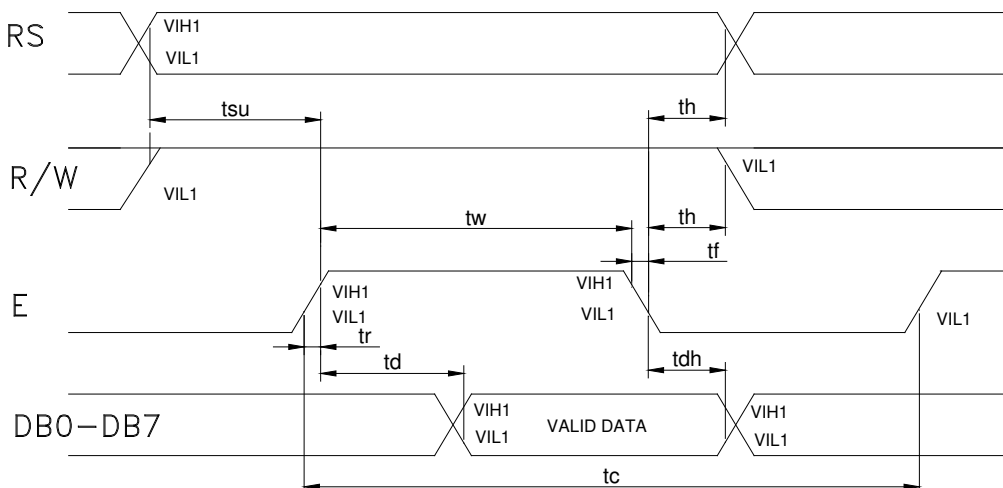 RS
VIH1
VIL1
tsu
th
R/W
VIL1
VIL1
tw
th
tf
E
VIH1
VIL1
VIH1
VIL1
VIL1
tr
td
tdh
DB0-DB7
VIH1
VIL1
VALID DATA
VIH1
VIL1
tc